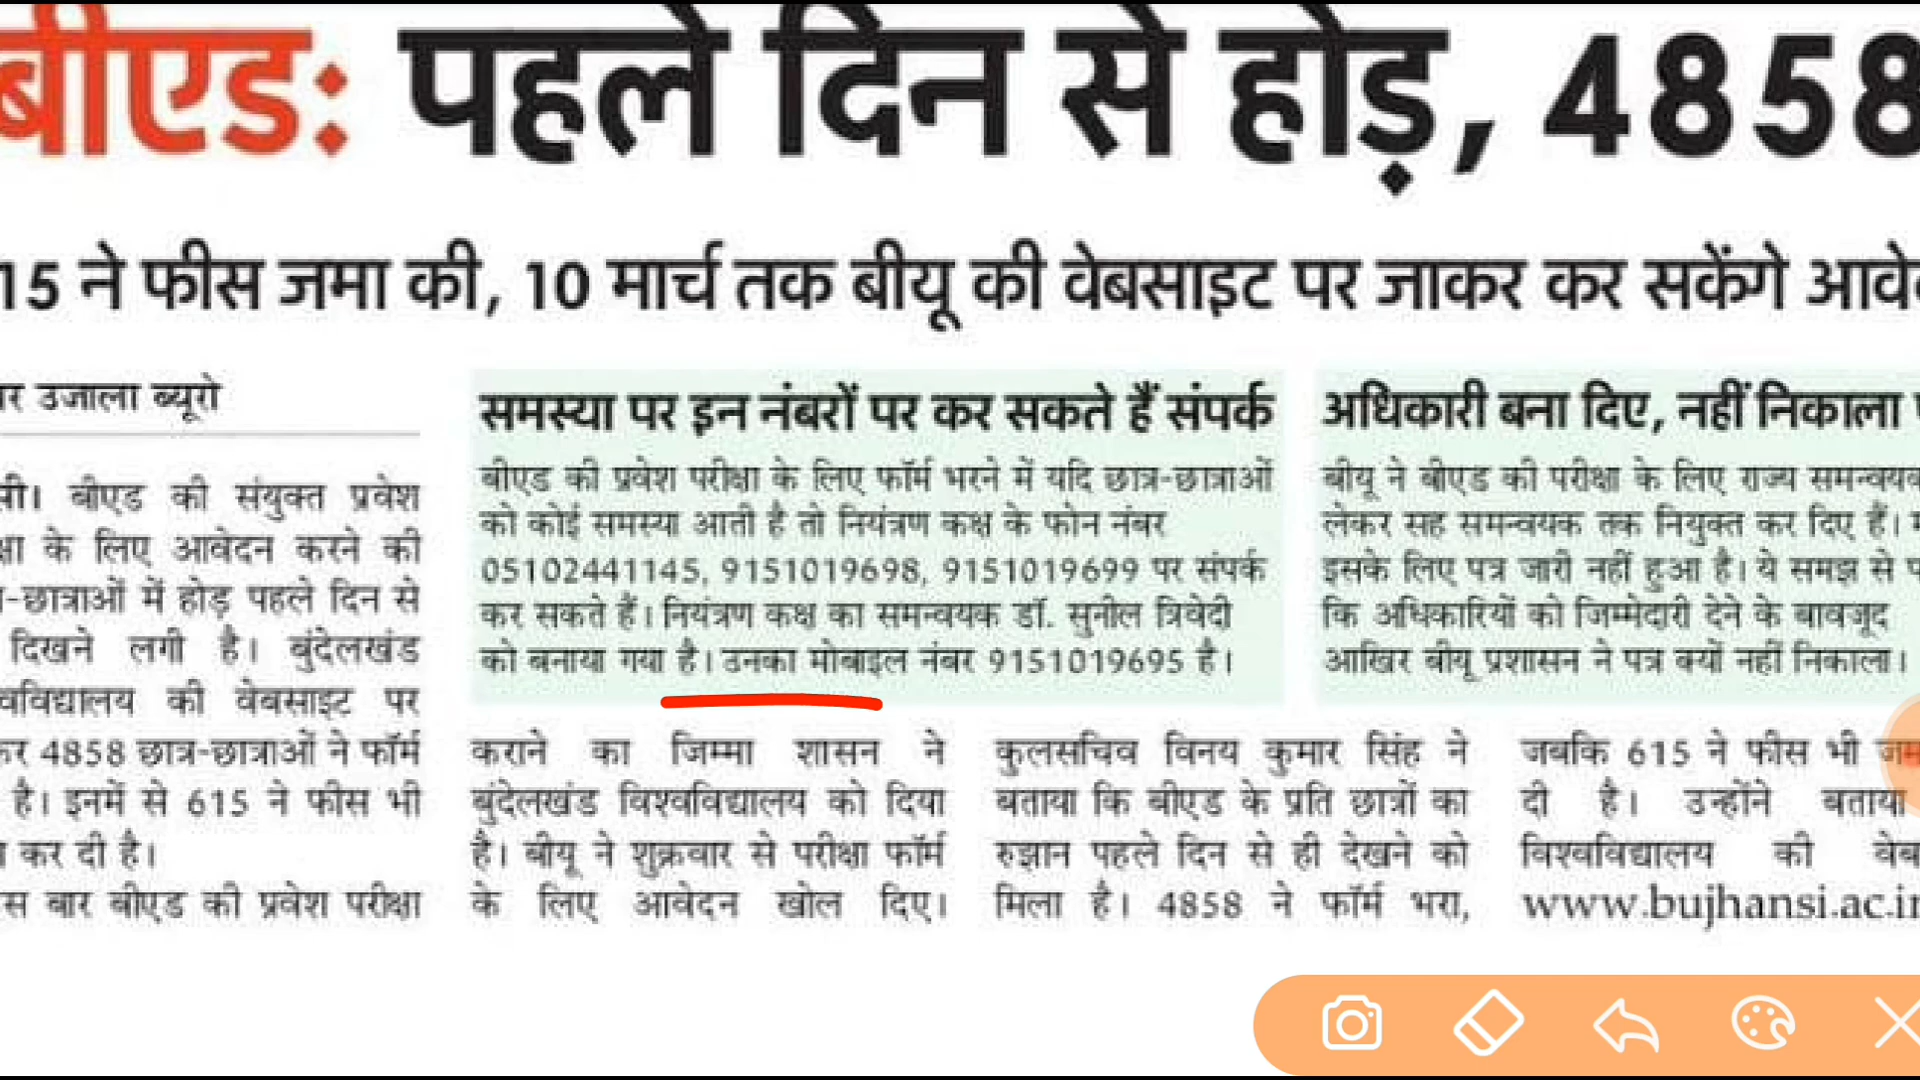 बीएड: पहले दिन से होड़, 4858
15 ने फीस जमा की, 10 मार्च तक बीयू की वेबसाइट पर जाकर कर सकेंगे
उजाला ब्यूरो
बीएड की संयुक्त प्रवेश
के लिए आवेदन करने की
-छात्राओं में होड़ पहले दिन से
दिखने लगी है। बुंदेलखंड
की वेबसाइट पर
4858 छात्र-छात्राओं ने फॉर्म
है। इनमें से 615 ने फीस भी
कर दी है।
बार बीएड की प्रवेश परीक्षा
समस्या पर इन नंबरों पर कर सकते हैं संपर्क
बीएड की प्रवेश परीक्षा के लिए फॉर्म भरने में यदि छात्र-छात्राओं
को कोई समस्या आती है तो नियंत्रण कक्ष के फोन नंबर
05102441145, 9151019698, 9151019699 पर संपर्क
कर सकते हैं। नियंत्रण कक्ष का समन्वयक डॉ. सुनील त्रिवेदी
को बनाया गया है। उनका मोबाइल नंबर 9151019695 है।
कराने का जिम्मा शासन ने
बुंदेलखंड विश्वविद्यालय को दिया
है। बीयू ने शुक्रवार से परीक्षा फॉर्म
के लिए आवेदन खोल दिए।
अधिकारी बना दिए, नहीं निकाला
बीयू ने बीएड की परीक्षा के लिए राज्य समन्वयक
लेकर सह समन्वयक तक नियुक्त कर दिए हैं।
इसके लिए पत्र जारी नहीं हुआ है। ये समझ से
कि अधिकारियों को जिम्मेदारी देने के बावजूद
आखिर बीयू प्रशासन ने पत्र क्यों नहीं निकाला।
कुलसचिव विनय कुमार सिंह ने
बताया कि बीएड के प्रति छात्रों का
रुझान पहले दिन से ही देखने को
मिला है। 4858 ने फॉर्म भरा,
जबकि 615 ने फीस भी
दी है। उन्होंने बताया
विश्वविद्यालय की
www.bujhansi.ac.in